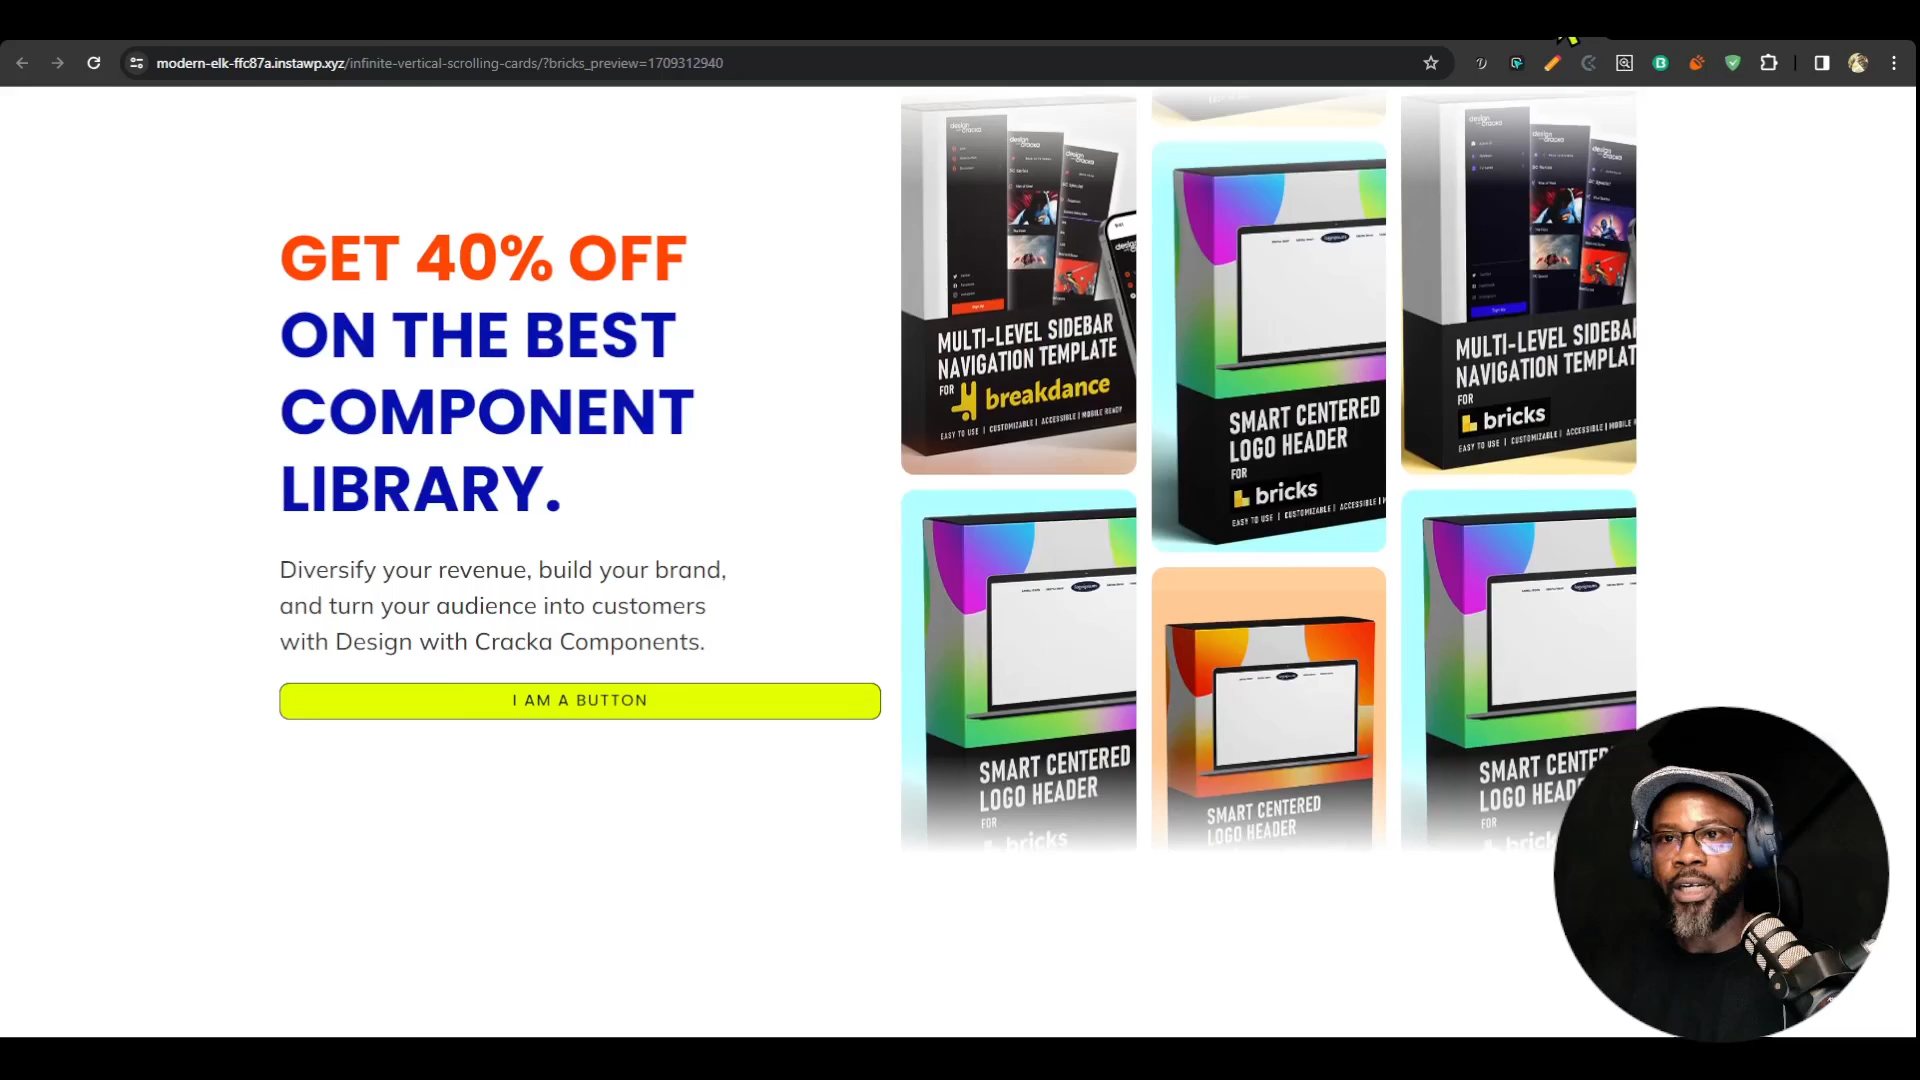 modern-elk-ffc87a.instawp.xyz/infinite-vertical-scrolling-cards/?bricks_preview=1709312940
GET 40% OFF
ON THE BEST
COMPONENT
LIBRARY.
Diversify your revenue, build your brand,
and turn your audience into customers
with Design with Cracka Components.
I AM A BUTTON
MULTI-LEVEL SIDEBAR
NAVIGATION TEMPLATE
FOR
breakdance
EASY TO USE | CUSTOMIZABLE | ACCESSIBLE | MOBILE READY
SMART CENTERED
LOGO HEADER
FOR
bricks
SMART CENTERED
LOGO HEADER
FOR
bricks
EASY TO USE | CUSTOMIZABLE | ACCESSIBLE |
SMART CENTERED
LOGO HEADER
MULTI-LEVEL SIDEBA
NAVIGATION TEMPLAT
FOR
bricks
EASY TO USE | CUSTOMIZABLE | ACCESSIBLE | MOBILE R
SMART CENTE
LOGO HEAD
FOR
brick